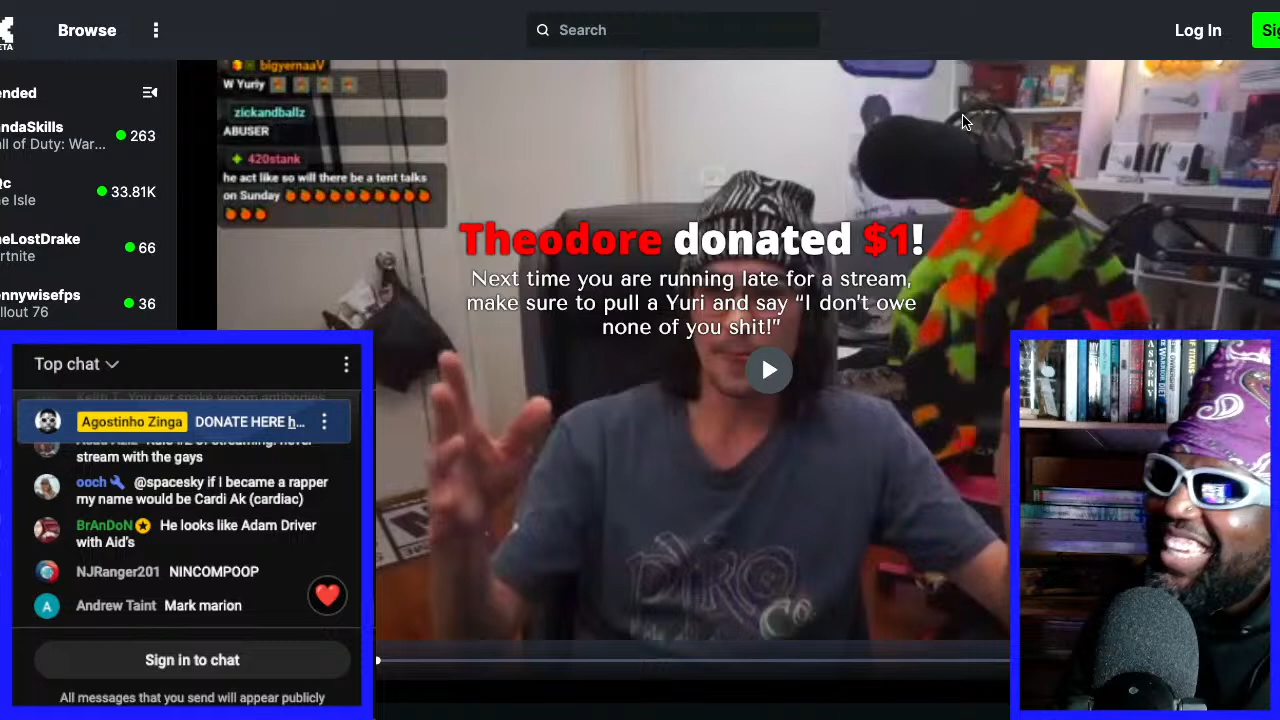 ETA
Browse
Search
Log In
ended
ndaSkills
263
ll of Duty: War...
33.81K
e Isle
eLostDrake
66
rtnite
nnywisefps
36
llout 76
bigyernaaV
W Yuriy
zickandballz
ABUSER
420stank
he act like so will there be a tent talks
on Sunday
Theodore donated $1!
Next time you are running late for a stream,
make sure to pull a Yuri and say “I don’t owe
none of you shit!”
Top chat
Agostinho Zinga DONATE HERE h...
stream with the gays
ooch @spacesky if I became a rapper
my name would be Cardi Ak (cardiac)
BrAnDoN He looks like Adam Driver
with Aid’s
NJRanger201 NINCOMPOOP
A Andrew Taint Mark marion
Sign in to chat
All messages that you send will appear publicly